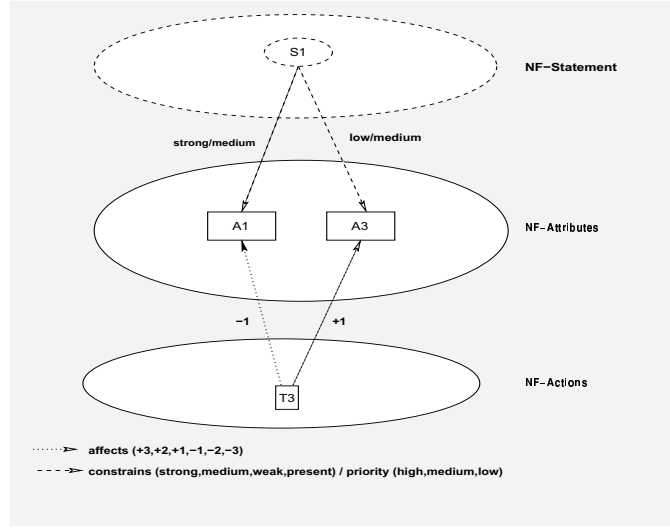 S1
NF−Statement
strong/medium
low/medium
A1
A3
NF−Attributes
−1
+1
T3
NF−Actions
affects (+3,+2,+1,−1,−2,−3)
constrains (strong,medium,weak,present) / priority (high,medium,low)